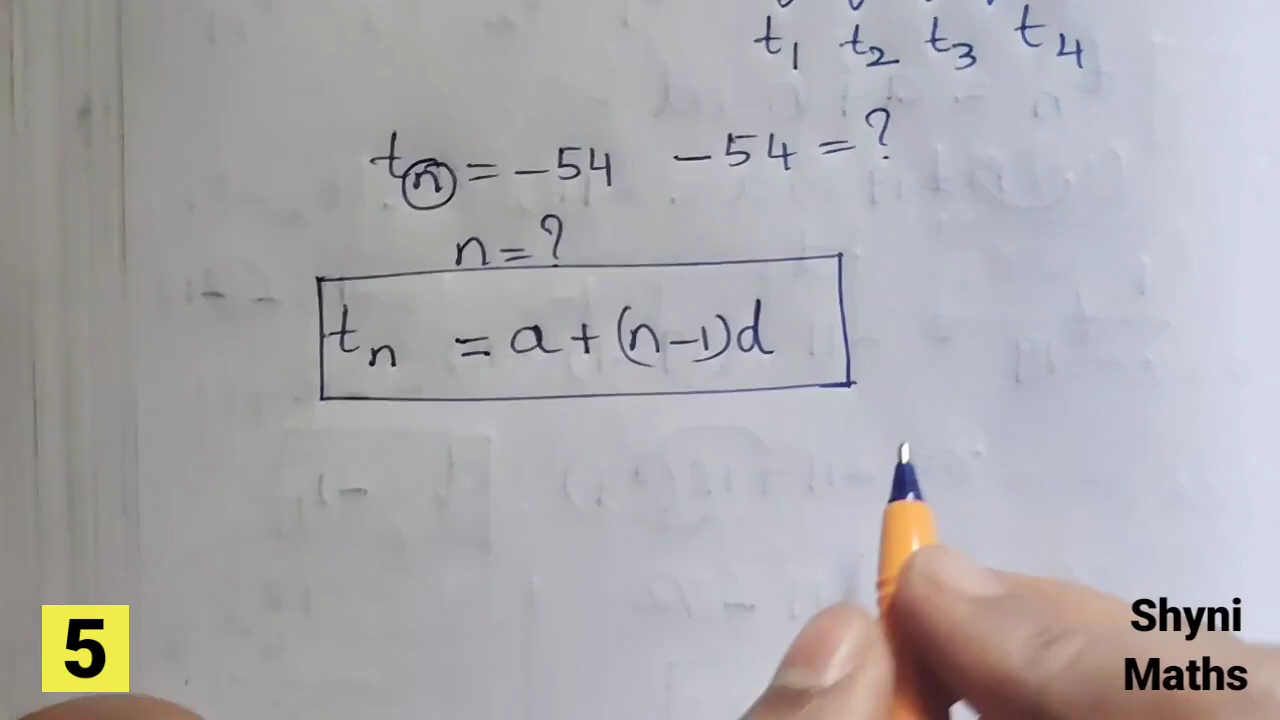 t1 t2 t3 t4
tn = -54 -54 = ?
n = ?
tn = a + (n-1)d
5
Shyni
Maths